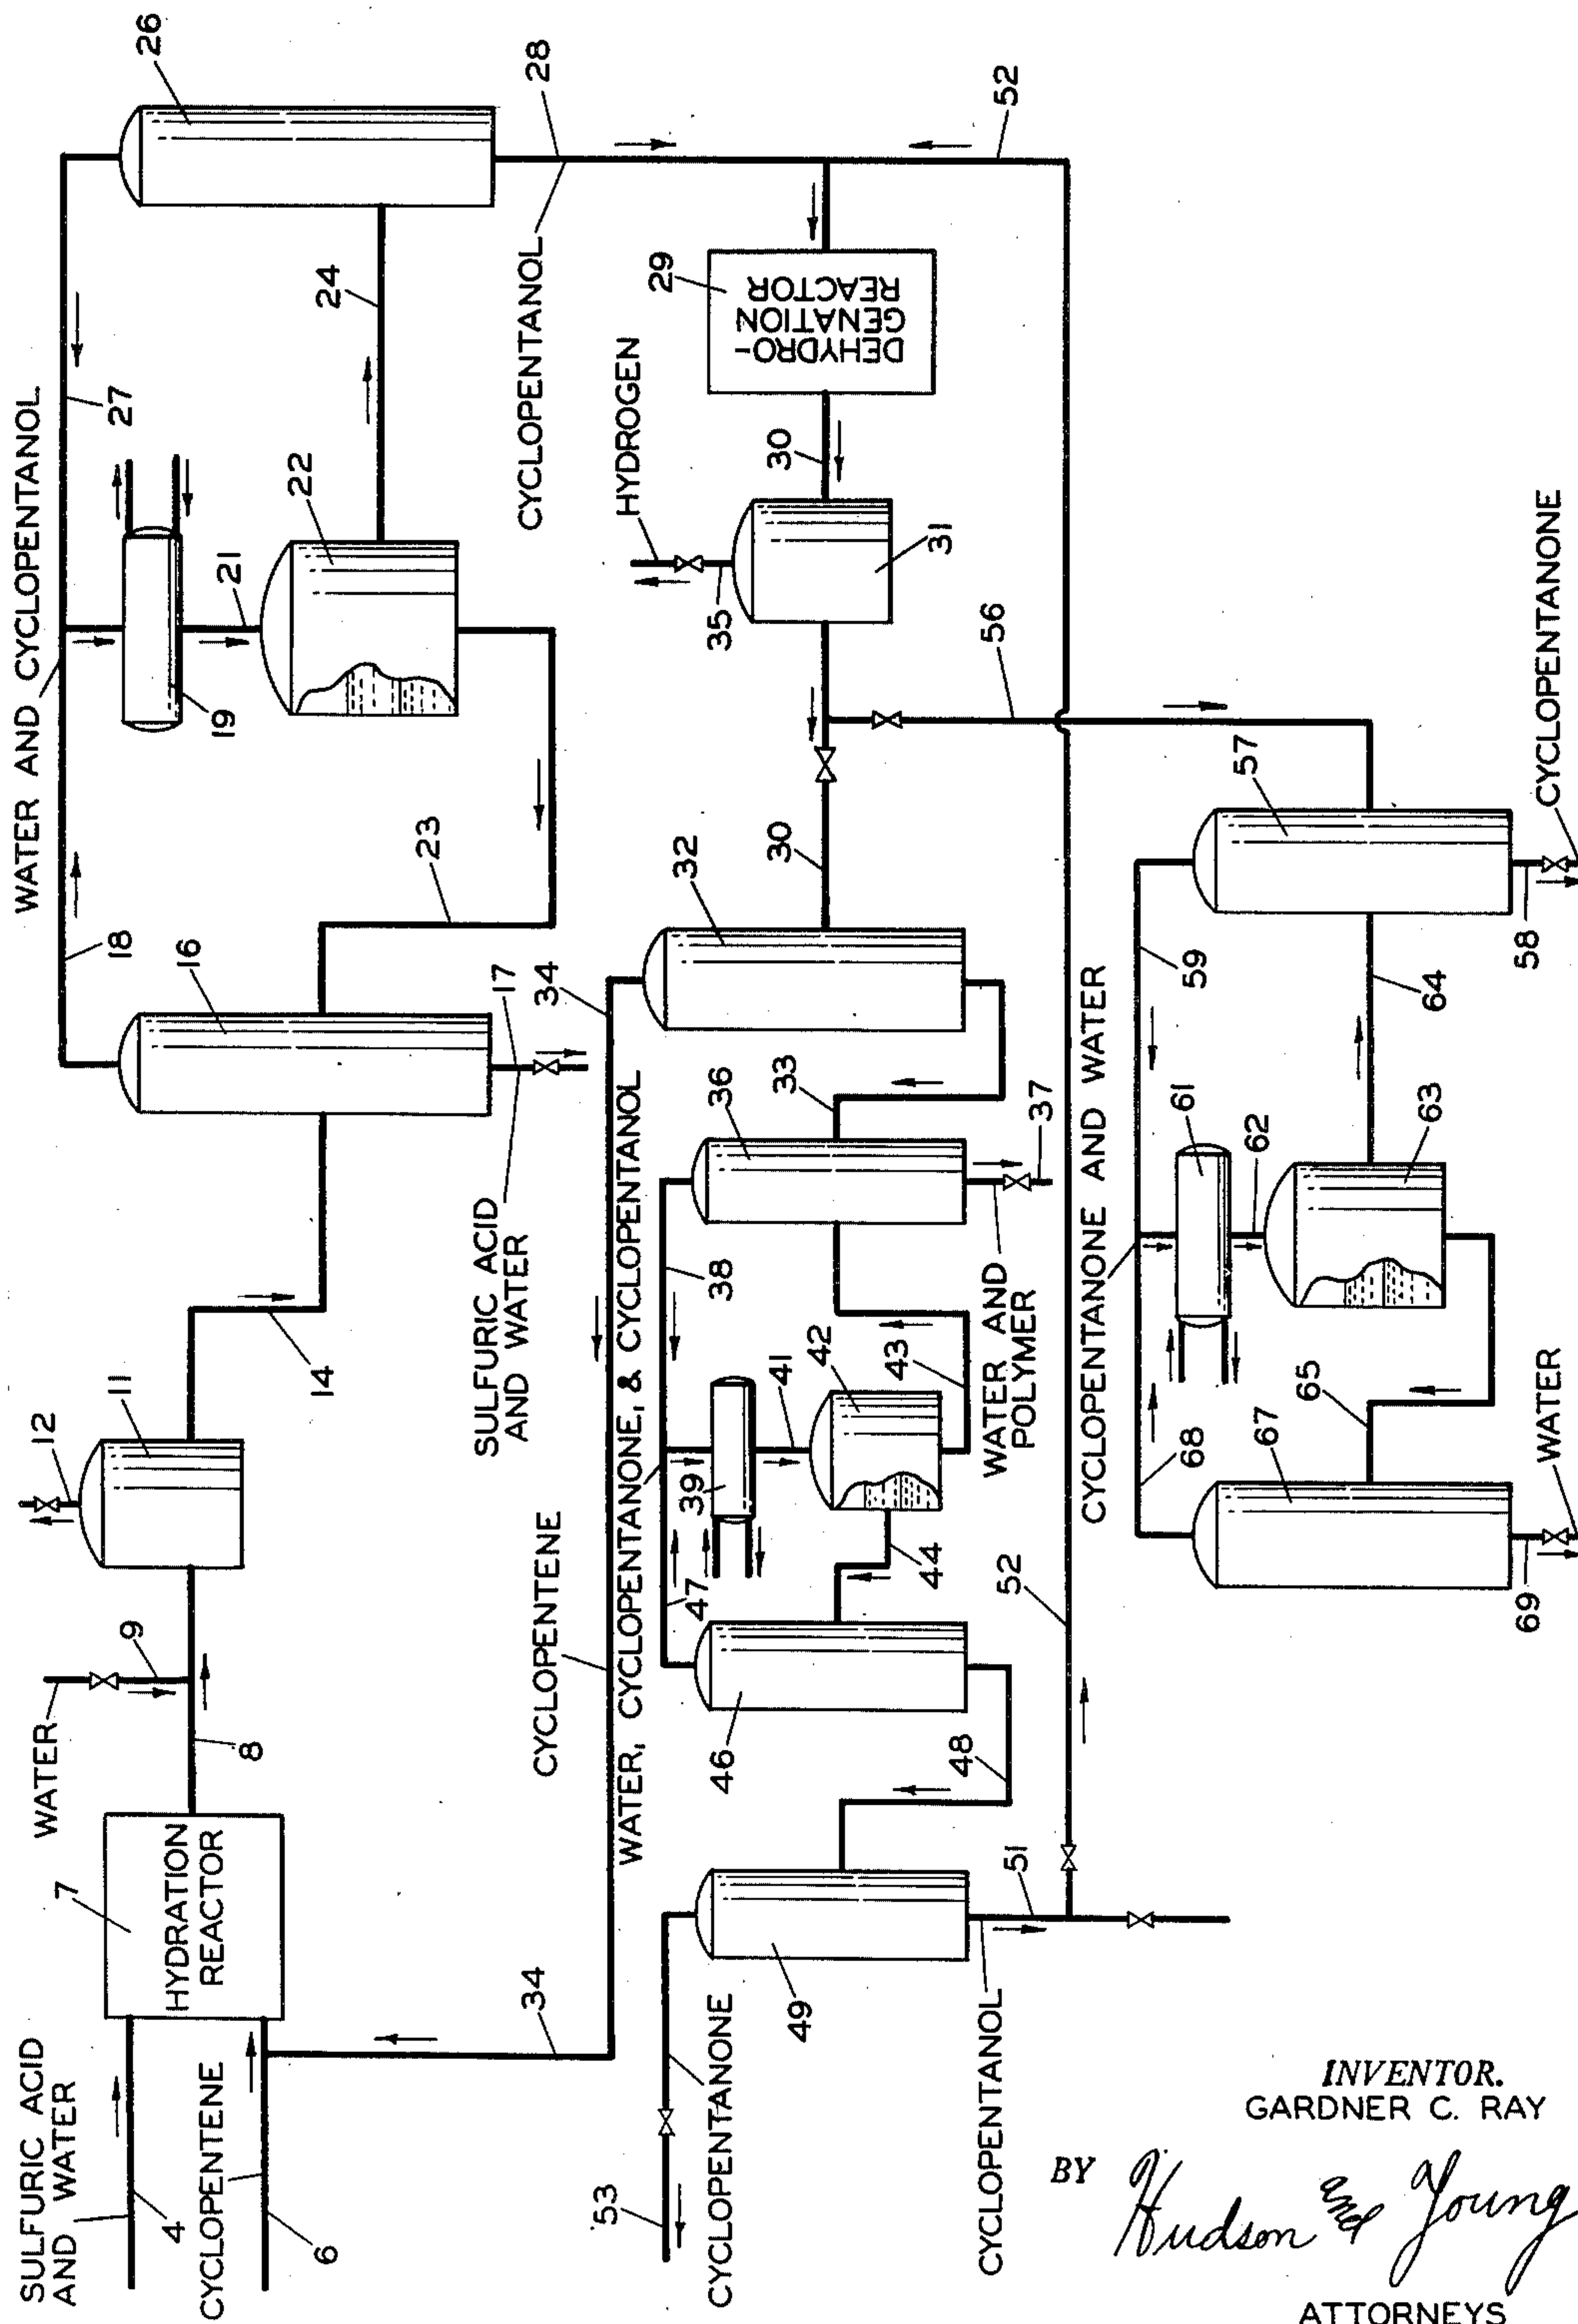 SULFURIC ACID
AND WATER
4
CYCLOPENTENE
6
7
HYDRATION
REACTOR
WATER
9
8
12
11
14
WATER AND CYCLOPENTANOL
18
16
17
SULFURIC ACID
AND WATER
23
27
19
21
22
24
26
CYCLOPENTANOL
28
52
29
DEHYDRO-
GENATION
REACTOR
30
HYDROGEN
35
31
56
30
32
34
CYCLOPENTENE
34
WATER, CYCLOPENTANONE, & CYCLOPENTANOL
33
36
37
WATER AND
POLYMER
38
39
41
42
43
44
47
46
48
49
51
52
53
CYCLOPENTANONE
CYCLOPENTANOL
CYCLOPENTANONE AND WATER
57
58
CYCLOPENTANONE
59
61
62
63
64
65
67
68
69
WATER
INVENTOR.
GARDNER C. RAY
BY Hudson and Young
ATTORNEYS